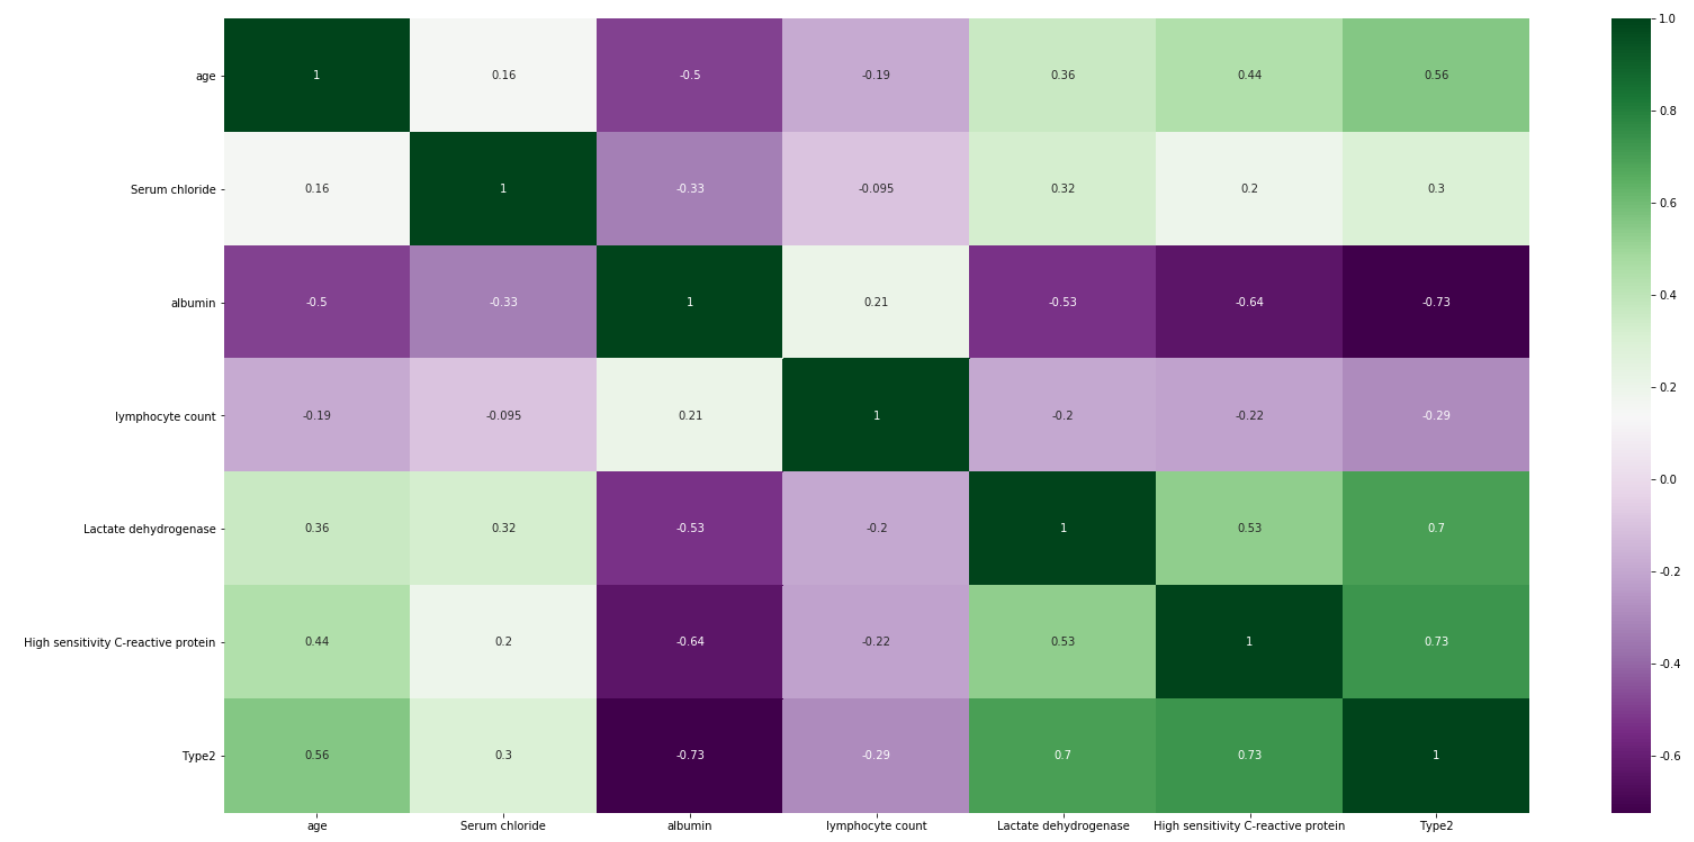 age 1 0.16 -0.5 -0.19 0.36 0.44 0.56
Serum chloride 0.16 1 -0.33 -0.095 0.32 0.2 0.3
albumin -0.5 -0.33 1 0.21 -0.53 -0.64 -0.73
lymphocyte count -0.19 -0.095 0.21 1 -0.2 -0.22 -0.29
Lactate dehydrogenase 0.36 0.32 -0.53 -0.2 1 0.53 0.7
High sensitivity C-reactive protein 0.44 0.2 -0.64 -0.22 0.53 1 0.73
Type2 0.56 0.3 -0.73 -0.29 0.7 0.73 1
age Serum chloride albumin lymphocyte count Lactate dehydrogenase High sensitivity C-reactive protein Type2
1.0
0.8
0.6
0.4
0.2
0.0
-0.2
-0.4
-0.6